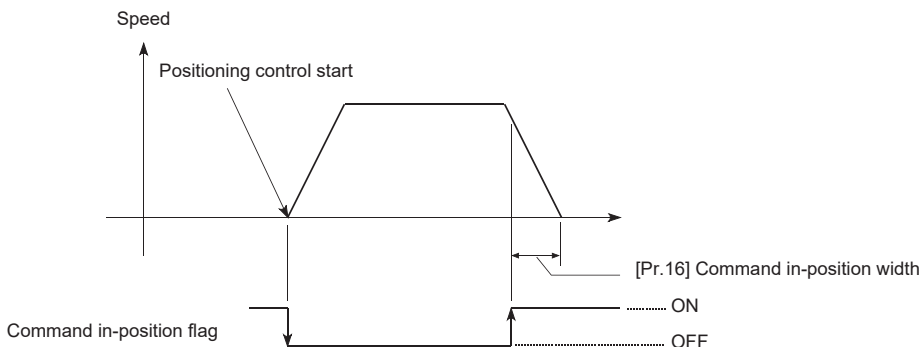 Speed
Positioning control start
[Pr.16] Command in-position width
ON
Command in-position flag
OFF